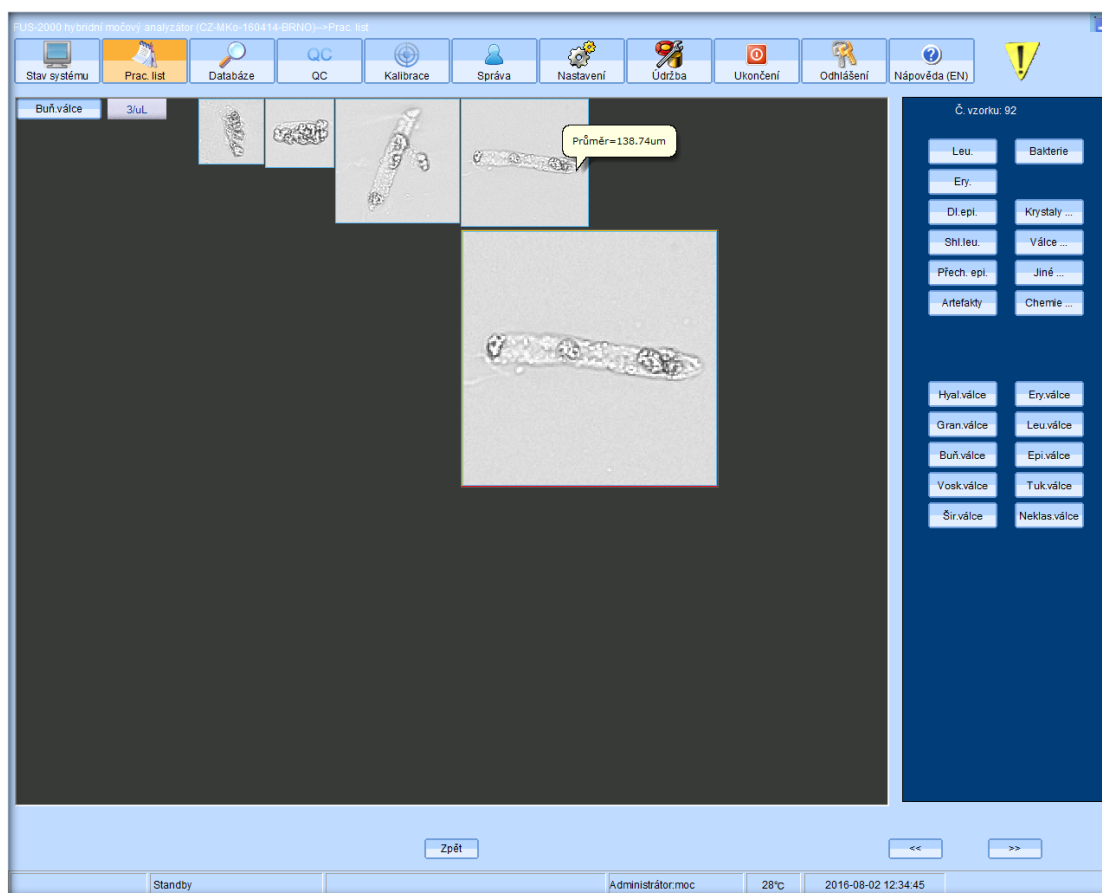 FUS-2000 hybridní močový analyzátor (CZ-MKo-160414-BRNO)-->Prac. list
Stav systému
Prac. list
Databáze
QC
QC
Kalibrace
Správa
Nastavení
Údržba
Ukončení
Odhlášení
Nápověda (EN)
Buň.válce
3/uL
Průměr=138.74um
Č. vzorku: 92
Leu.
Bakterie
Ery.
Dl.epi.
Krystaly ...
Shl.leu.
Válce ...
Přech. epi.
Jiné ...
Artefakty
Chemie ...
Hyal.válce
Ery.válce
Gran.válce
Leu.válce
Buň.válce
Epi.válce
Vosk.válce
Tuk.válce
Šir.válce
Neklas.válce
Zpět
<<
>>
Standby
Administrátor:moc
28°C
2016-08-02 12:34:45